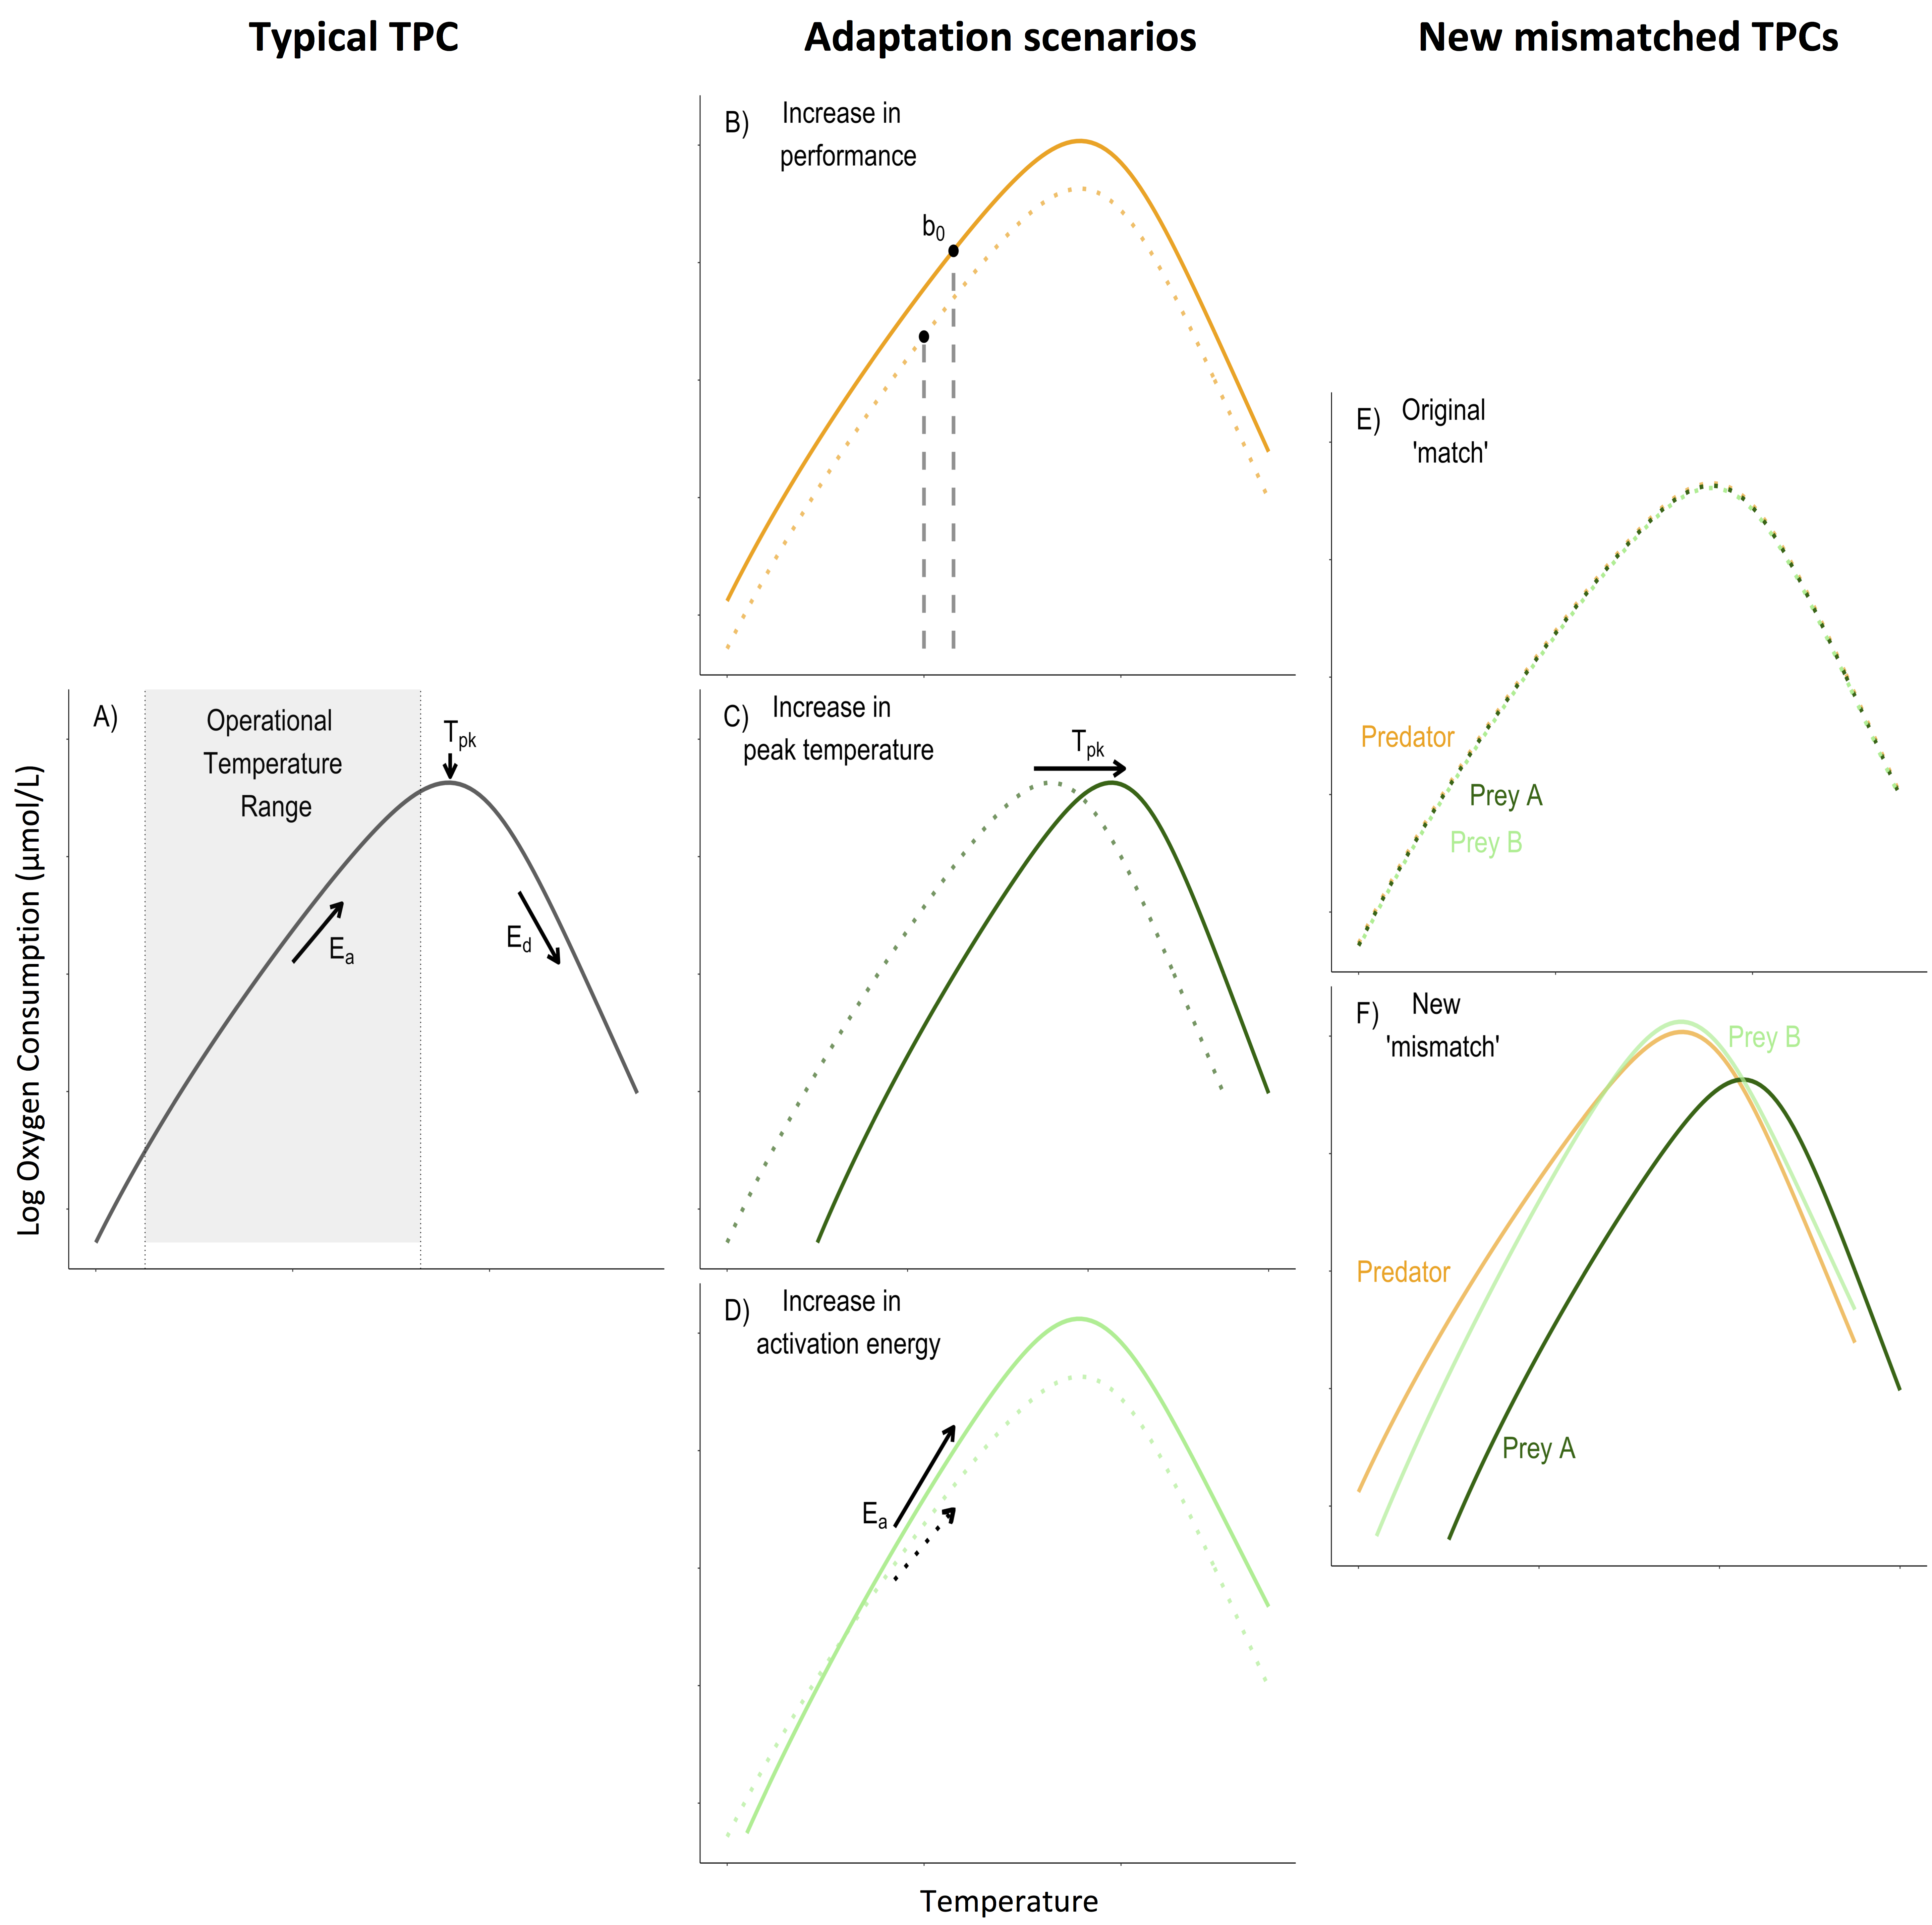 Typical TPC
Adaptation scenarios
New mismatched TPCs
Log Oxygen Consumption (µmol/L)
A)
Operational
Temperature
Range
Tpk
Ea
Ed
B)
Increase in
performance
b0
C)
Increase in
peak temperature
Tpk
D)
Increase in
activation energy
Ea
Temperature
E)
Original
'match'
Predator
Prey A
Prey B
F)
New
'mismatch'
Prey B
Predator
Prey A